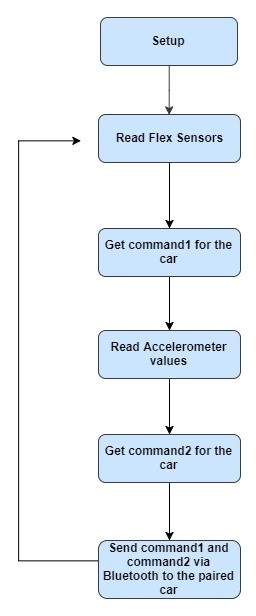 Setup
Read Flex Sensors
Get command1 for the
car
Read Accelerometer
values
Get command2 for the
car
Send command1 and
command2 via
Bluetooth to the paired
car